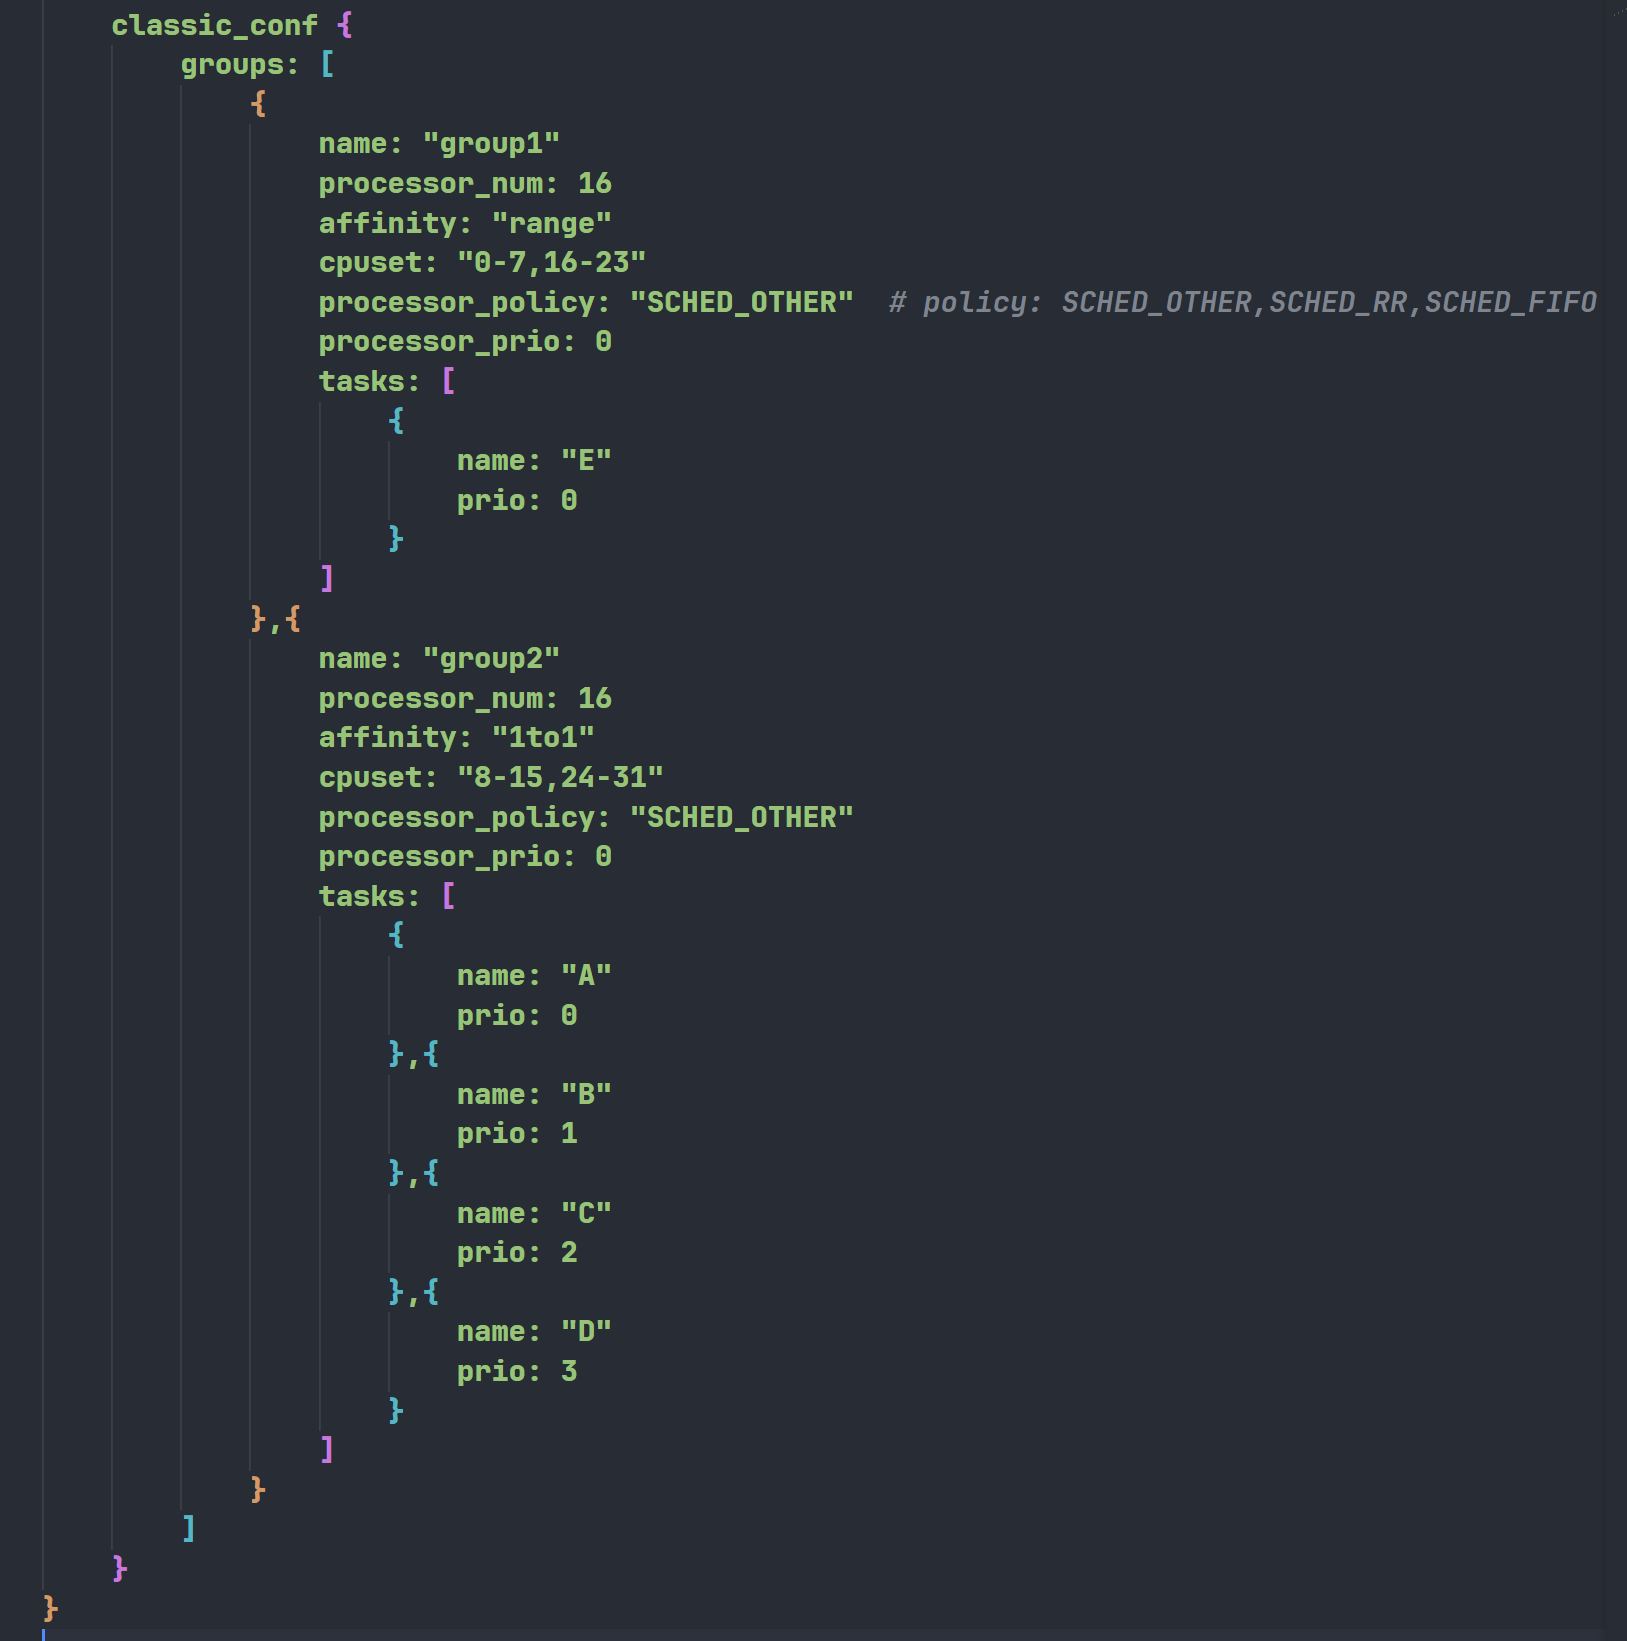 classic_conf {
groups: [
{
name: "group1"
processor_num: 16
affinity: "range"
cpuset: "0-7,16-23"
processor_policy: "SCHED_OTHER"  # policy: SCHED_OTHER,SCHED_RR,SCHED_FIFO
processor_prio: 0
tasks: [
{
name: "E"
prio: 0
}
]
},{
name: "group2"
processor_num: 16
affinity: "1to1"
cpuset: "8-15,24-31"
processor_policy: "SCHED_OTHER"
processor_prio: 0
tasks: [
{
name: "A"
prio: 0
},{
name: "B"
prio: 1
},{
name: "C"
prio: 2
},{
name: "D"
prio: 3
}
]
}
]
}
}